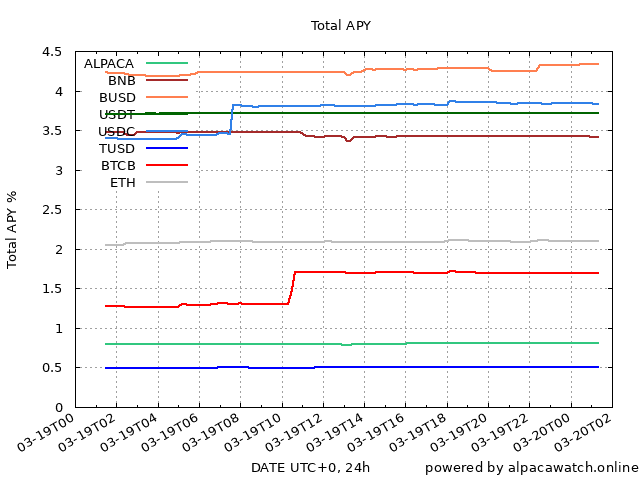 Total APY
Total APY %
4.5
4
3.5
3
2.5
2
1.5
1
0.5
0
ALPACA
BNB
BUSD
USDT
USDC
TUSD
BTCB
ETH
03-19T00
03-19T02
03-19T04
03-19T06
03-19T08
03-19T10
03-19T12
03-19T14
03-19T16
03-19T18
03-19T20
03-19T22
03-20T00
03-20T02
DATE UTC+0, 24h
powered by alpacawatch.online